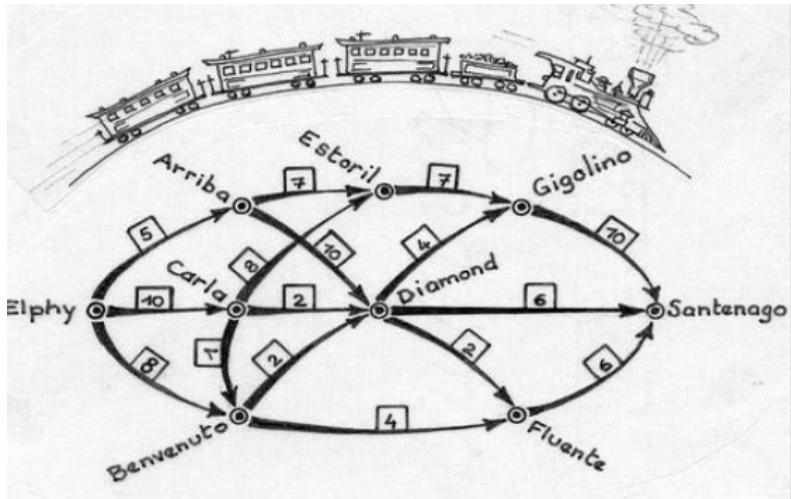 Estoril
Arriba
Gigolino
7
7
5
10
4
10
8
Carla
Diamond
Elphy
10
2
6
Santenago
8
1
2
2
6
4
Benvenuto
Fluente